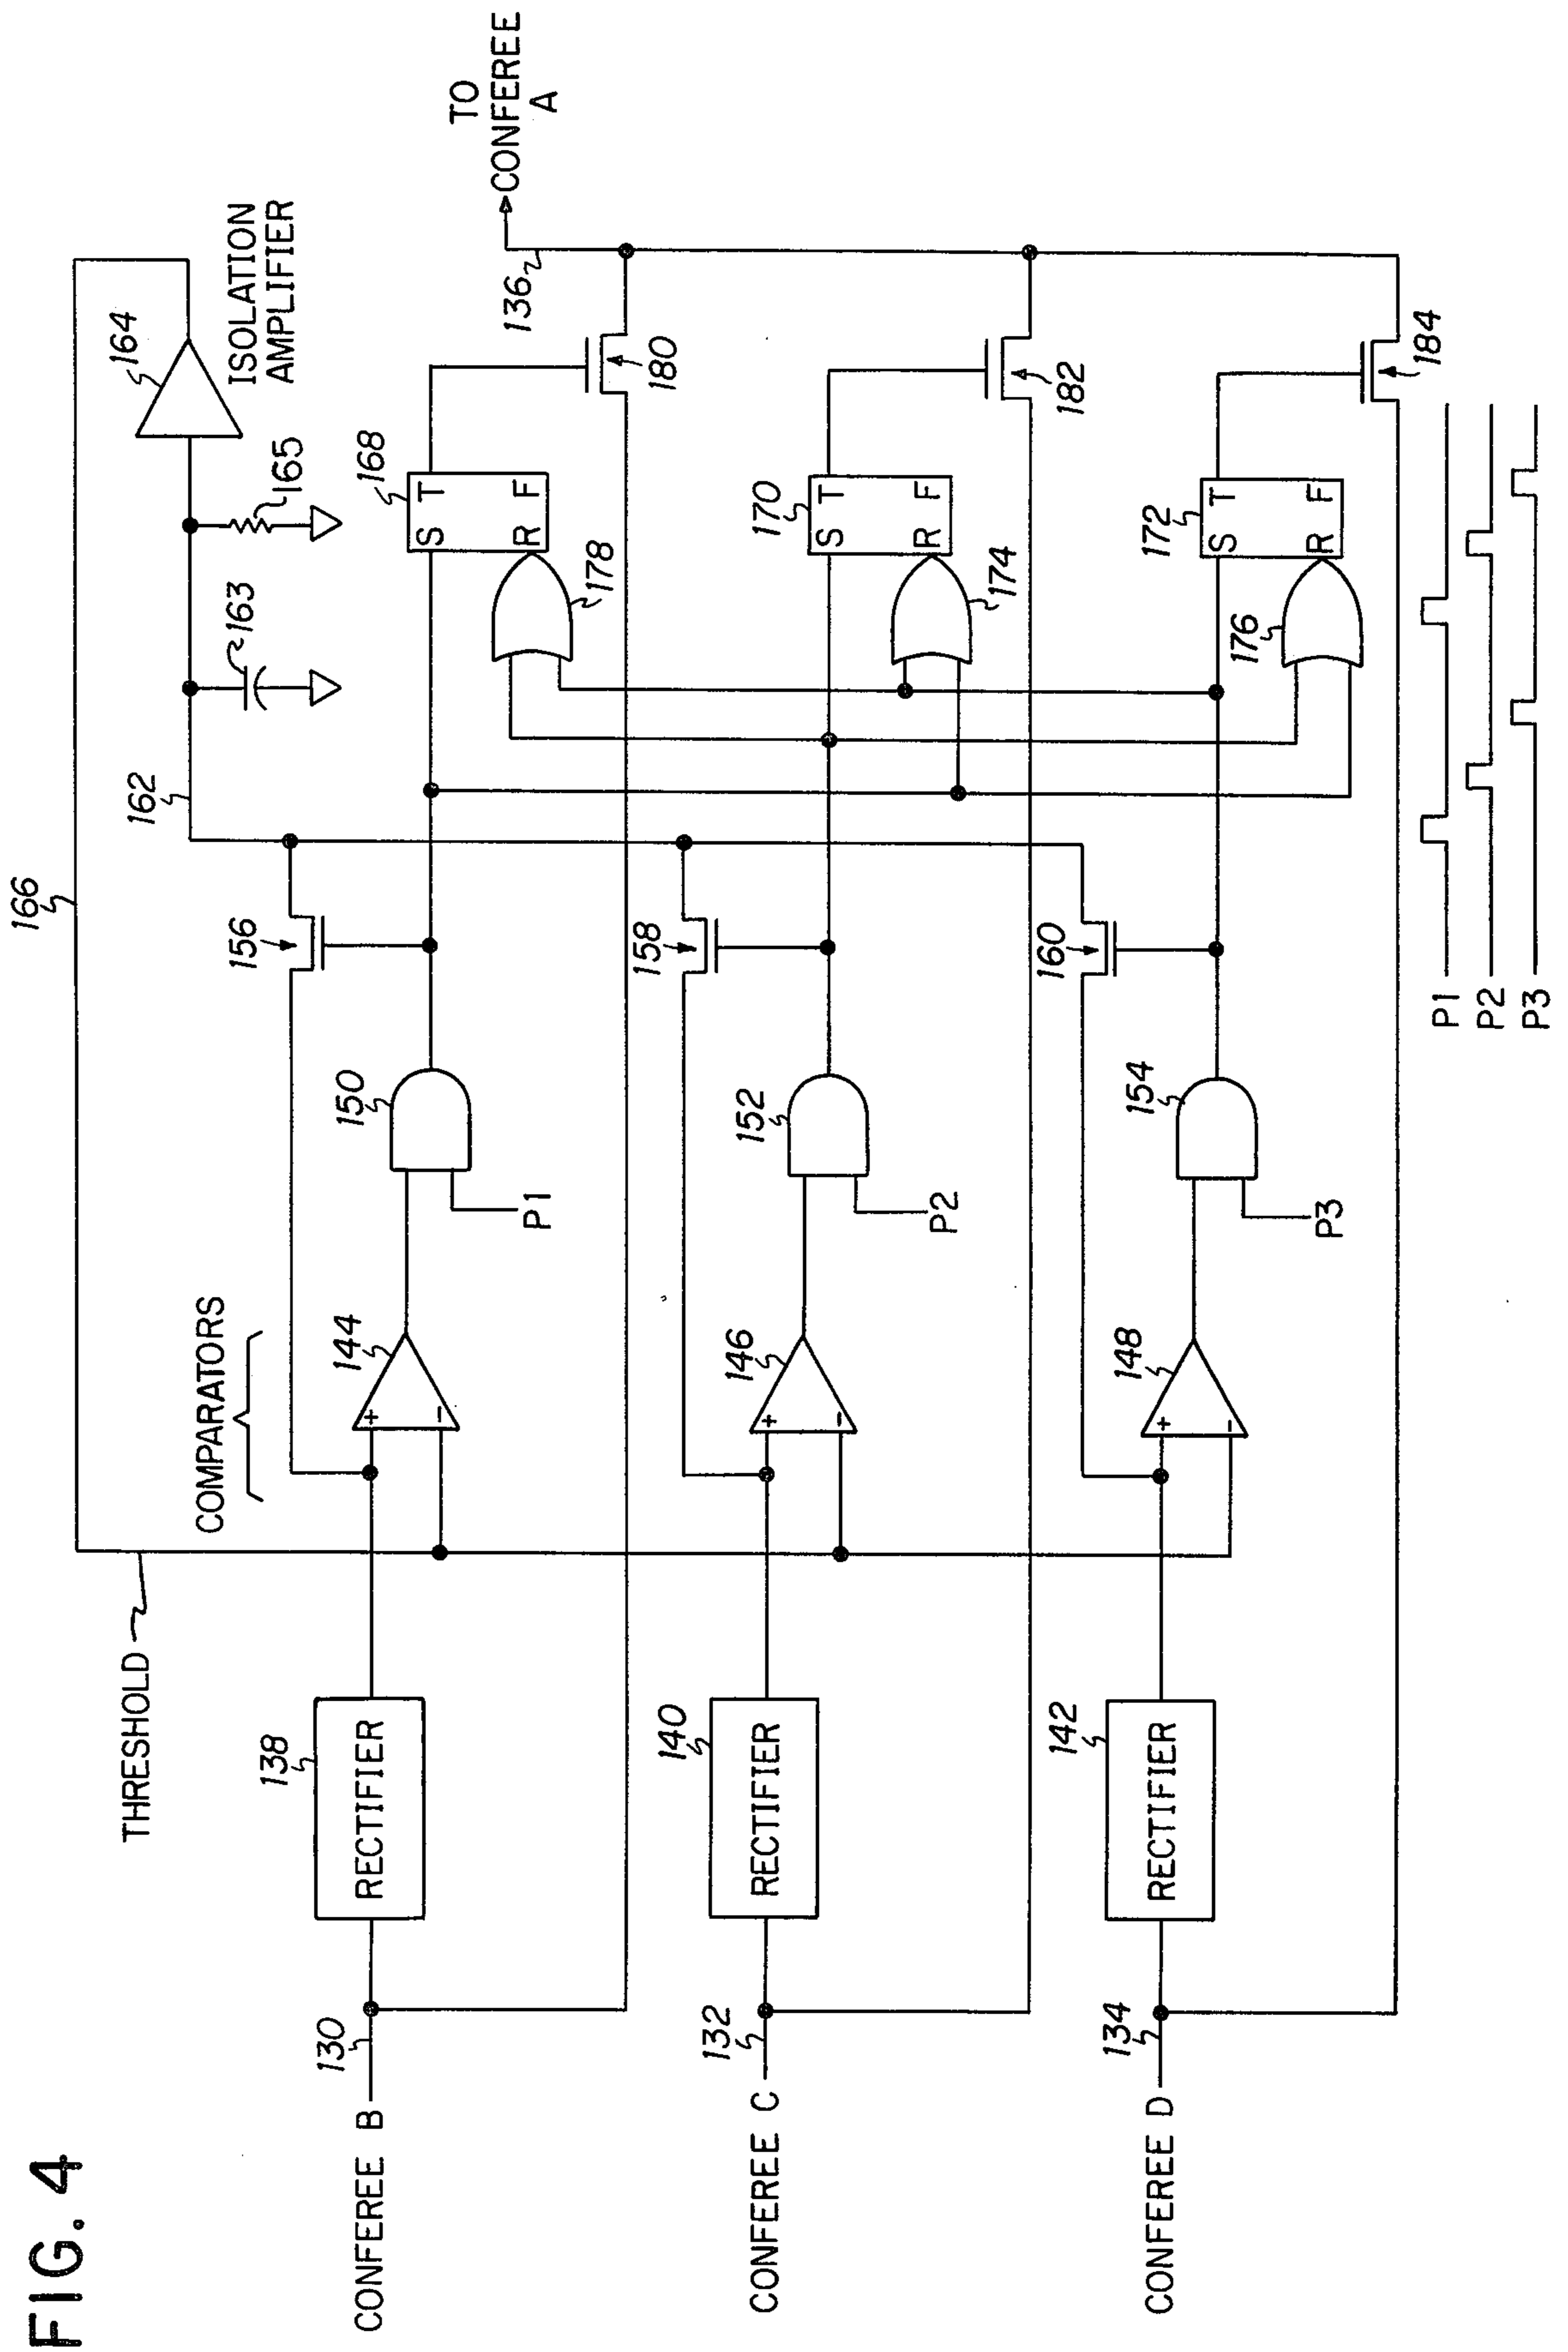 FIG. 4
166
162
163
165
164
ISOLATION
AMPLIFIER
THRESHOLD
COMPARATORS
CONFEREE B
130
138
RECTIFIER
144
+
-
150
P1
156
178
168
S T
R F
136
180
TO
CONFEREE
A
CONFEREE C
132
140
RECTIFIER
146
+
-
152
P2
158
174
170
S T
R F
182
CONFEREE D
134
142
RECTIFIER
148
+
-
154
P3
160
176
172
S T
R F
184
P1
P2
P3